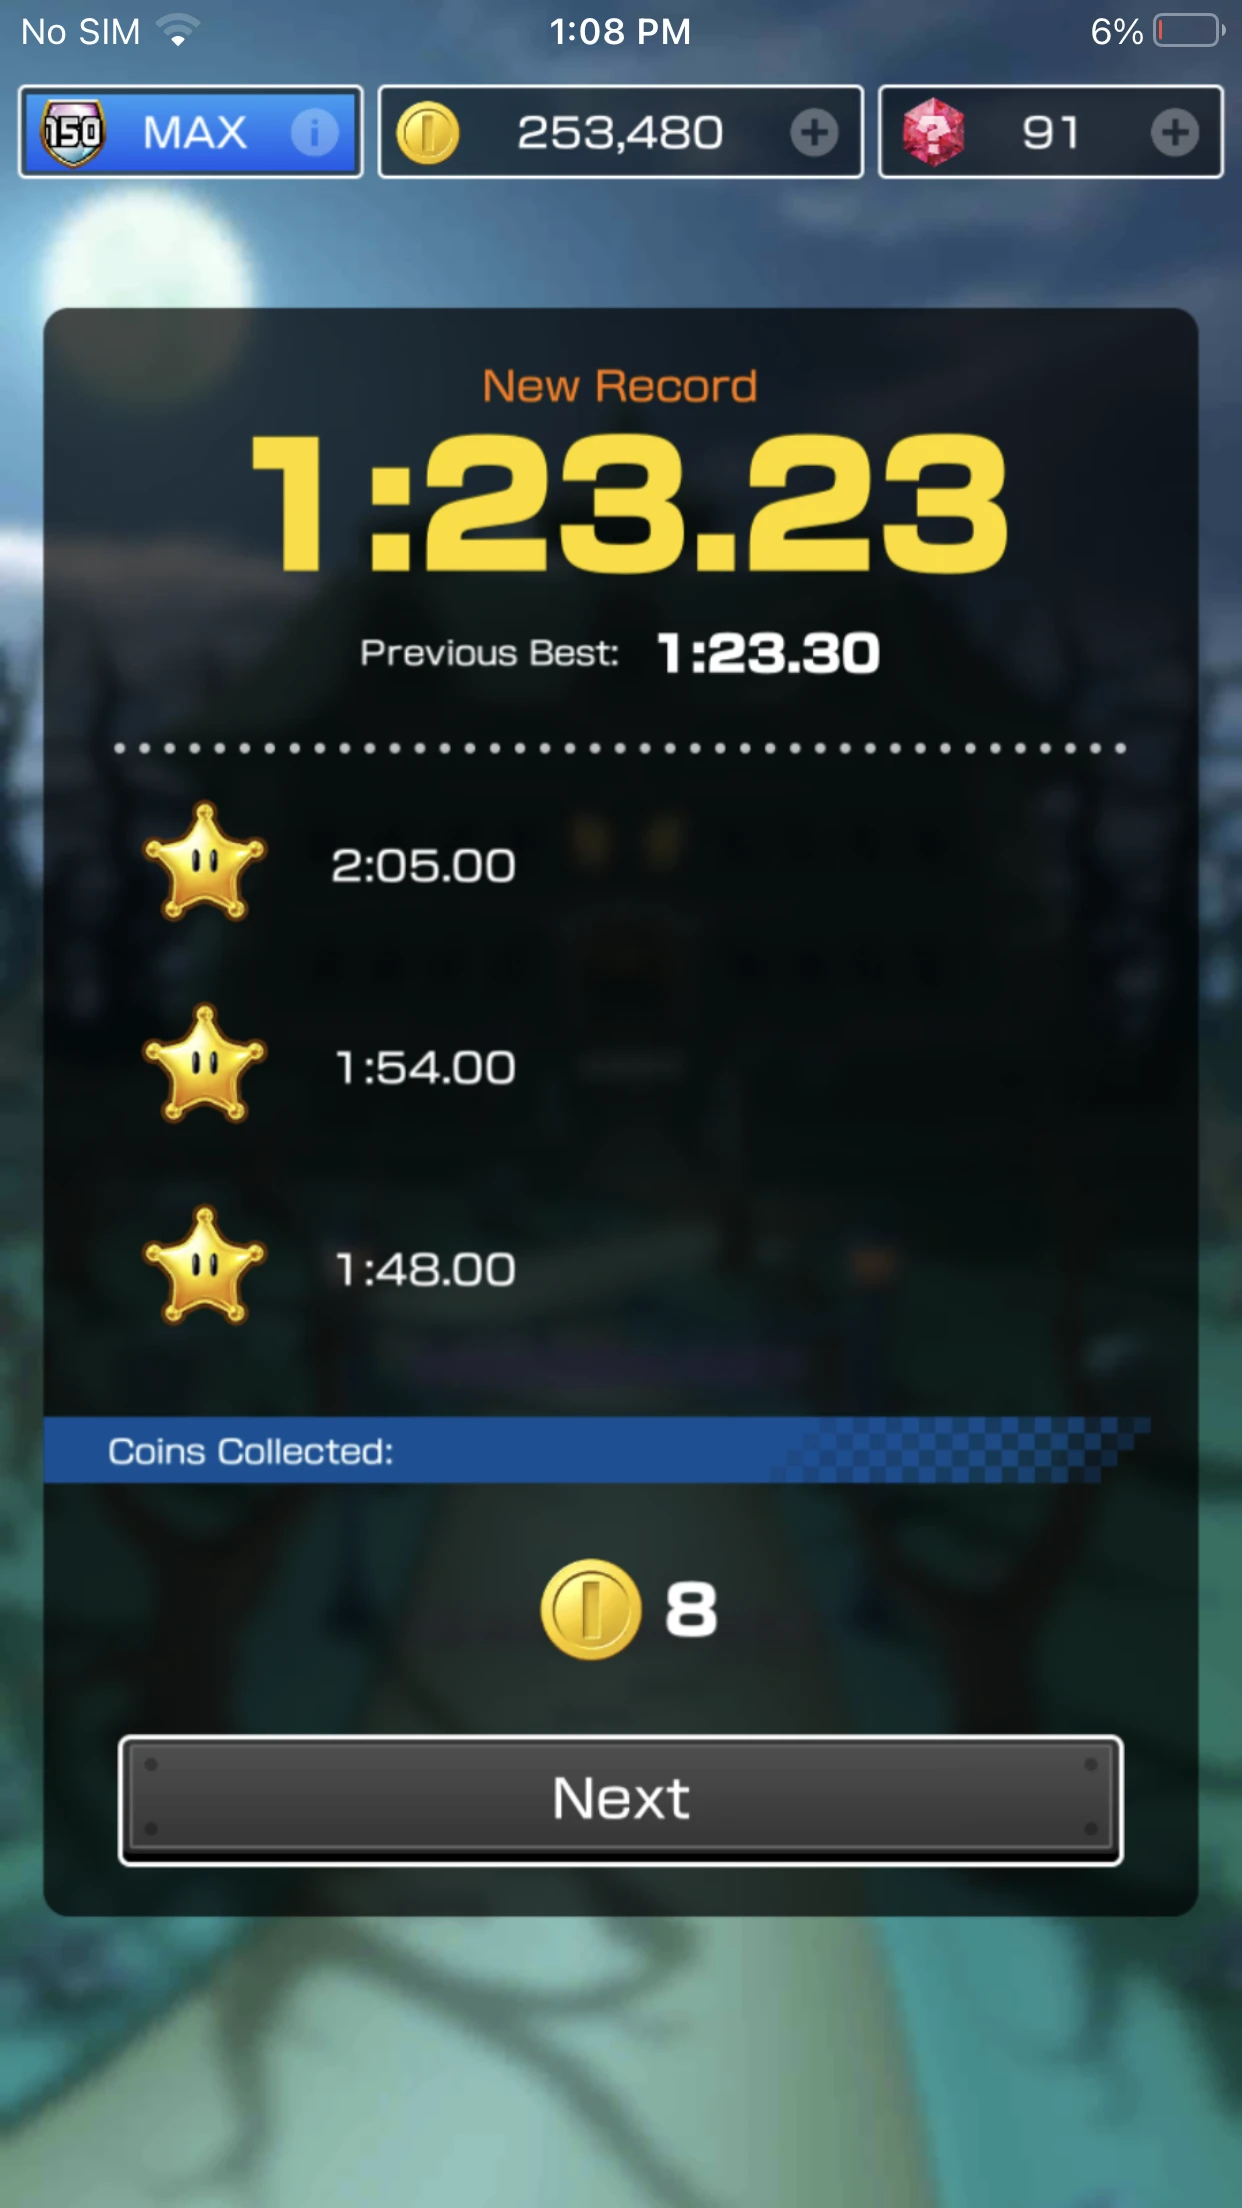 No SIM 1:08 PM 6%
150 MAX i 253,480 + ? 91 +
New Record
1:23.23
Previous Best: 1:23.30
2:05.00
1:54.00
1:48.00
Coins Collected:
8
Next